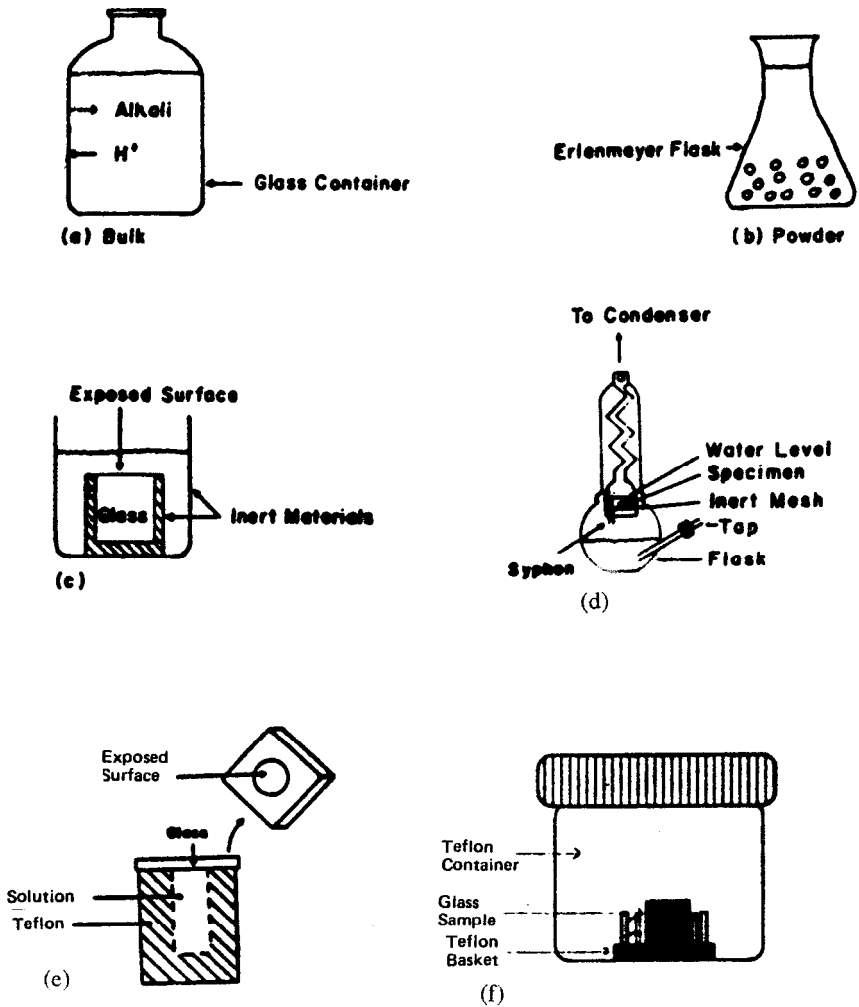 Alkali
H+
Glass Container
(a) Bulk
Erlenmeyer Flask
(b) Powder
Exposed Surface
Glass
Inert Materials
(c)
To Condenser
Water Level
Specimen
Inert Mesh
Tap
Flask
Syphon
(d)
Exposed
Surface
Glass
Solution
Teflon
(e)
Teflon
Container
Glass
Sample
Teflon
Basket
(f)